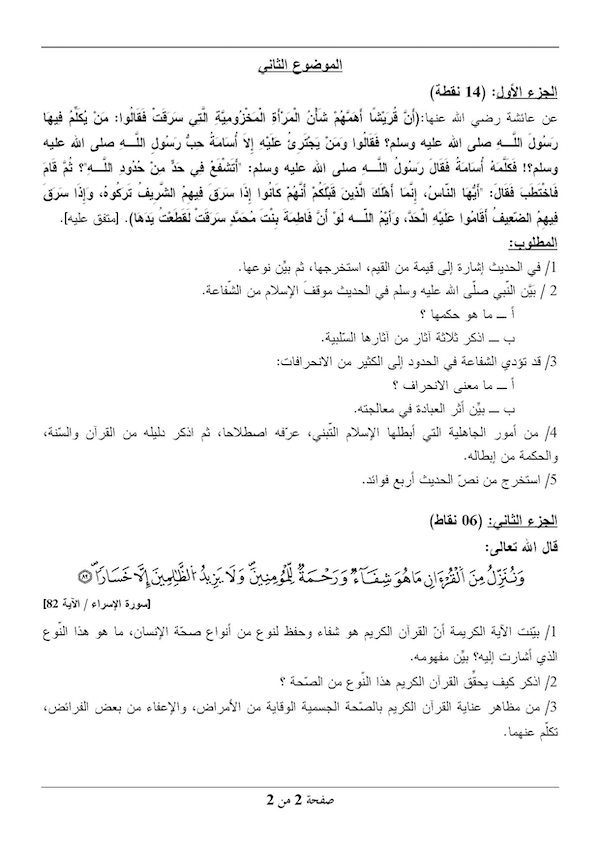 الموضوع الثاني
الجزء الأول: (14 نقطة)
عن عائشة رضي الله عنها:(أَنَّ قُرَيْشًا أَهَمَّهُمْ شَأْنُ الْمَرْأَةِ الْمَخْزُومِيَّةِ الَّتِي سَرَقَتْ فَقَالُوا: مَنْ يُكَلِّمُ فِيهَا
رَسُولَ اللَّـــهِ صلى الله عليه وسلم؟ فَقَالُوا وَمَنْ يَجْتَرِئُ عَلَيْهِ إِلاَّ أُسَامَةُ حِبُّ رَسُولِ اللَّـــهِ صلى الله عليه
وسلم؟! فَكَلَّمَهُ أُسَامَةُ فَقَالَ رَسُولُ اللَّـــهِ صلى الله عليه وسلم: "أَتَشْفَعُ فِي حَدٍّ مِنْ حُدُودِ اللَّـــهِ"؟ ثُمَّ قَامَ
فَاخْتَطَبَ فَقَالَ: "أَيُّهَا النَّاسُ، إِنَّمَا أَهْلَكَ الَّذِينَ قَبْلَكُمْ أَنَّهُمْ كَانُوا إِذَا سَرَقَ فِيهِمُ الشَّرِيفُ تَرَكُوهُ، وَإِذَا سَرَقَ
فِيهِمُ الضَّعِيفُ أَقَامُوا عَلَيْهِ الْحَدَّ، وَأَيْمُ اللَّـــهِ لَوْ أَنَّ فَاطِمَةَ بِنْتَ مُحَمَّدٍ سَرَقَتْ لَقَطَعْتُ يَدَهَا). [متفق عليه].
المطلوب:
1/ في الحديث إشارة إلى قيمة من القيم، استخرجها، ثم بيِّن نوعها.
2 / بَيَّن النّبي صلّى الله عليه وسلم في الحديث موقفَ الإسلام من الشّفاعة.
أ ـــ ما هو حكمها ؟
ب ـــ اذكر ثلاثة آثار من آثارها السّلبية.
3/ قد تؤدي الشفاعة في الحدود إلى الكثير من الانحرافات:
أ ـــ ما معنى الانحراف ؟
ب ـــ بيِّن أثر العبادة في معالجته.
4/ من أمور الجاهلية التي أبطلها الإسلام التّبني، عرّفه اصطلاحا، ثم اذكر دليله من القرآن والسّنة،
والحكمة من إبطاله.
5/ استخرج من نصّ الحديث أربع فوائد.
الجزء الثاني: (06 نقاط)
قال الله تعالى:
وَنُنَزِّلُ مِنَ اَلْقُرْءَانِ مَا هُوَ شِفَآءٌ وَرَحْمَةٌ لِّلْمُومِنِينَ وَلَا يَزِيدُ اُلظَّٰلِمِينَ إِلَّا خَسَارًا ٨٢
[سورة الإسراء / الآية 82]
1/ بيّنت الآية الكريمة أنّ القرآن الكريم هو شفاء وحفظ لنوع من أنواع صحّة الإنسان، ما هو هذا النّوع
الذي أشارت إليه؟ بيِّن مفهومه.
2/ اذكر كيف يحقِّق القرآن الكريم هذا النّوع من الصّحة ؟
3/ من مظاهر عناية القرآن الكريم بالصّحة الجسمية الوقاية من الأمراض، والإعفاء من بعض الفرائض،
تكلّم عنهما.
صفحة 2 من 2